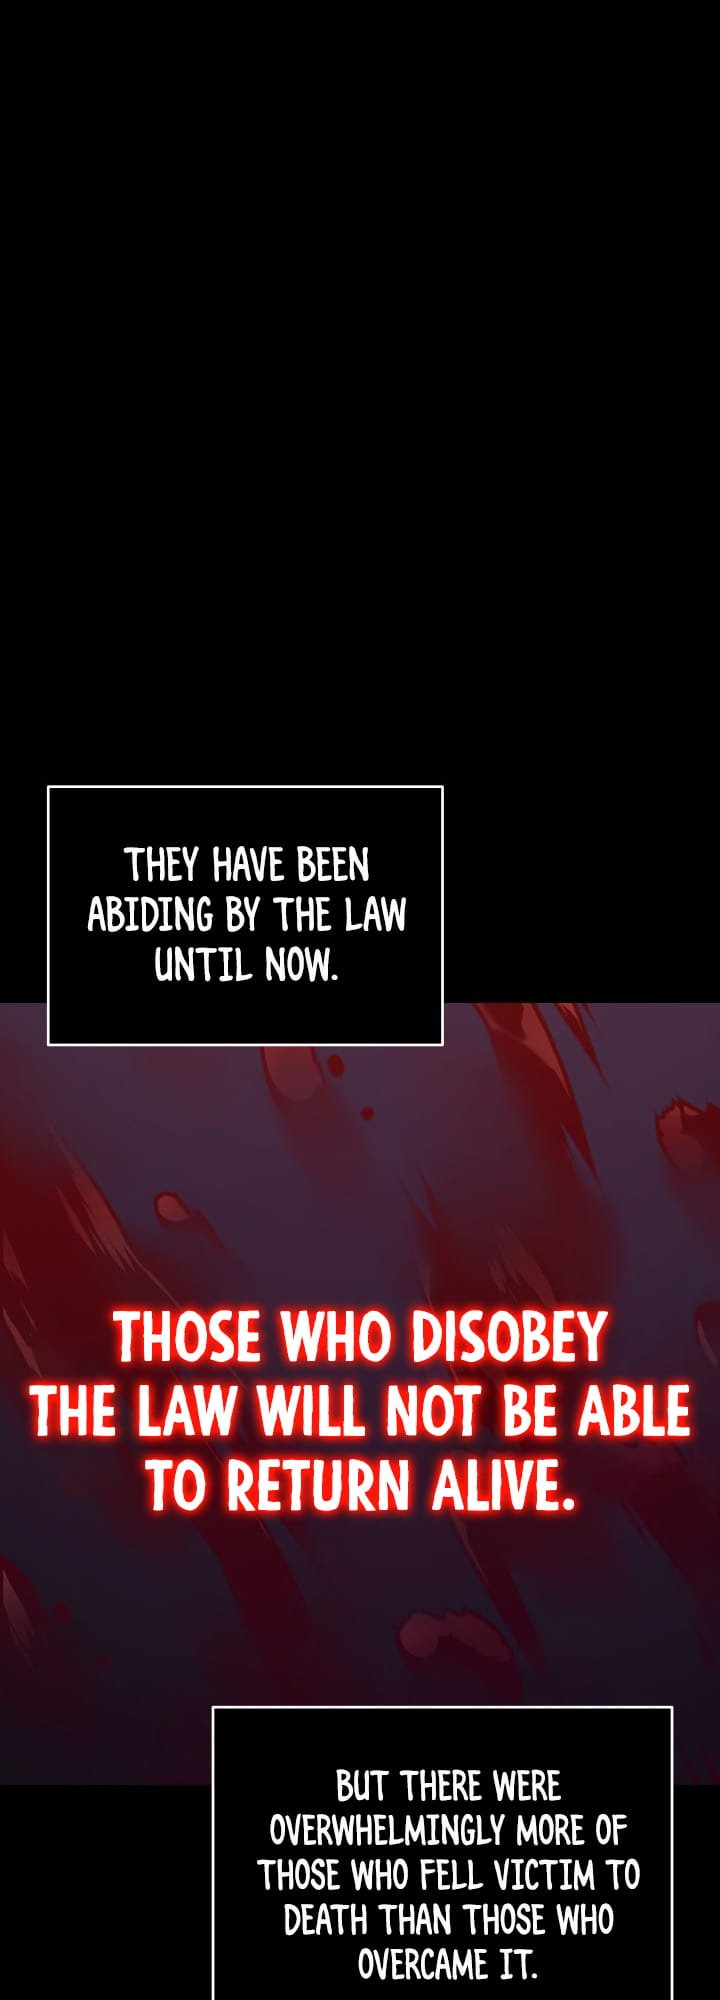 THEY HAVE BEEN
ABIDING BY THE LAW
UNTIL NOW.
THOSE WHO DISOBEY
THE LAW WILL NOT BE ABLE
TO RETURN ALIVE.
BUT THERE WERE
OVERWHELMINGLY MORE OF
THOSE WHO FELL VICTIM TO
DEATH THAN THOSE WHO
OVERCAME IT.